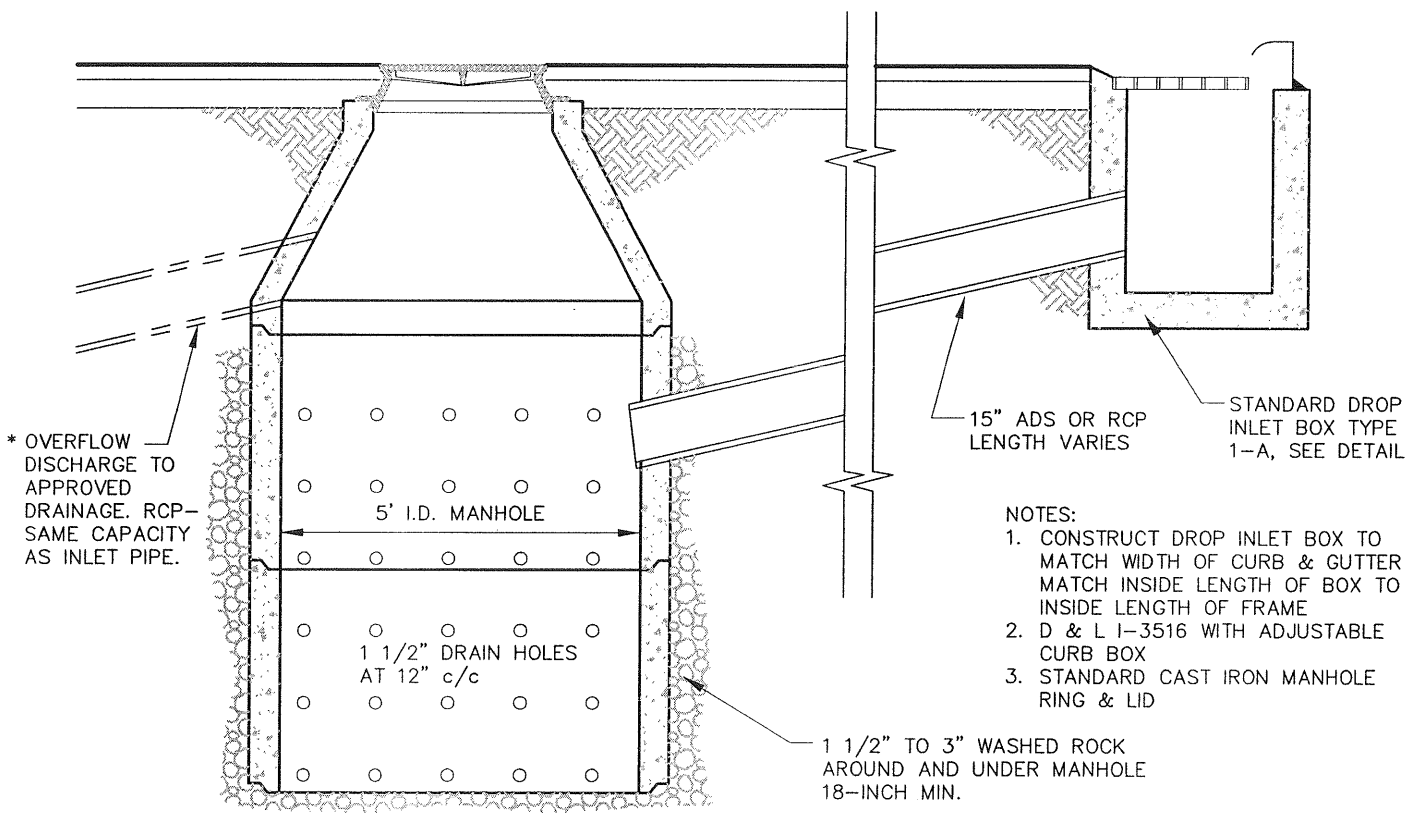 * OVERFLOW
DISCHARGE TO
APPROVED
DRAINAGE. RCP–
SAME CAPACITY
AS INLET PIPE.
5' I.D. MANHOLE
1 1/2" DRAIN HOLES
AT 12" c/c
15" ADS OR RCP
LENGTH VARIES
STANDARD DROP
INLET BOX TYPE
1–A, SEE DETAIL
NOTES:
1. CONSTRUCT DROP INLET BOX TO
MATCH WIDTH OF CURB & GUTTER
MATCH INSIDE LENGTH OF BOX TO
INSIDE LENGTH OF FRAME
2. D & L I–3516 WITH ADJUSTABLE
CURB BOX
3. STANDARD CAST IRON MANHOLE
RING & LID
1 1/2" TO 3" WASHED ROCK
AROUND AND UNDER MANHOLE
18–INCH MIN.